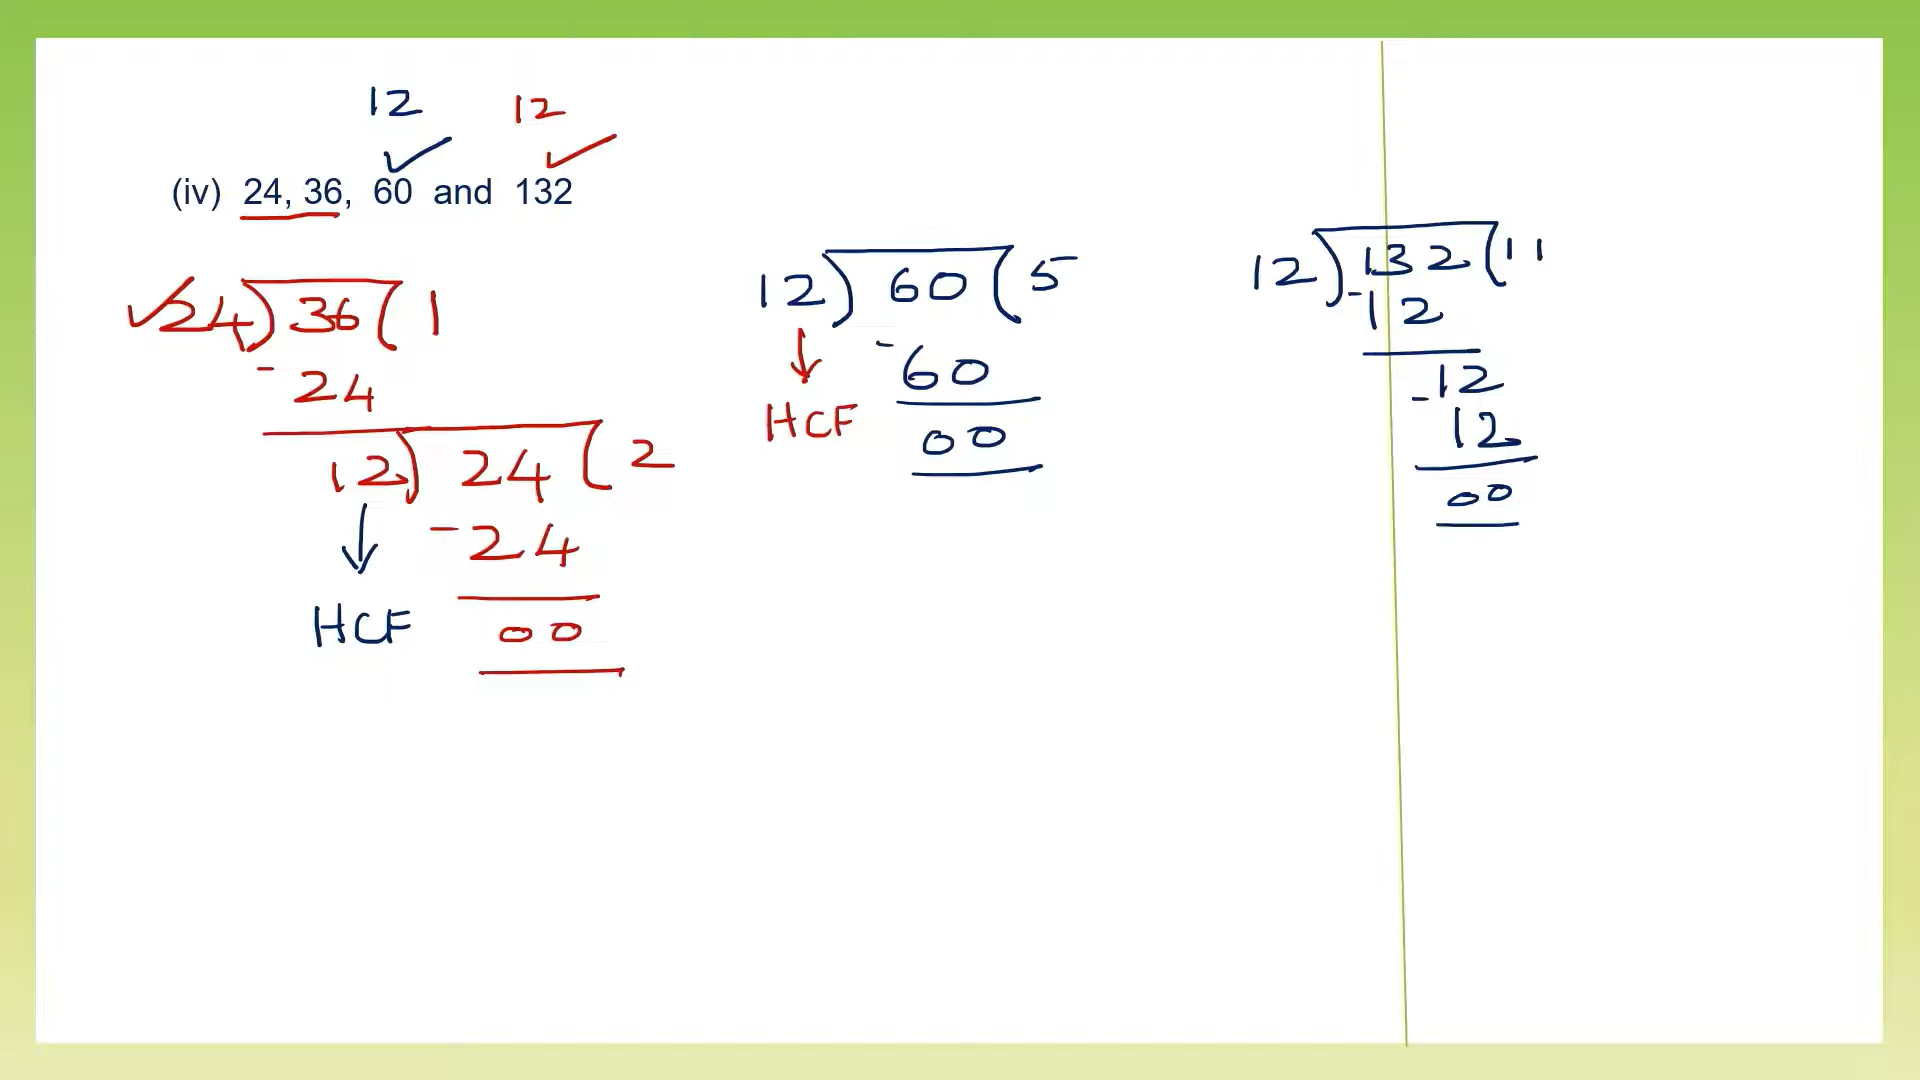 12 12
(iv) 24, 36, 60 and 132
24) 36 ( 1
- 24
12) 24 ( 2
- 24
00
HCF
12) 60 ( 5
- 60
00
HCF
12) 132 ( 11
- 12
- 12
12
00